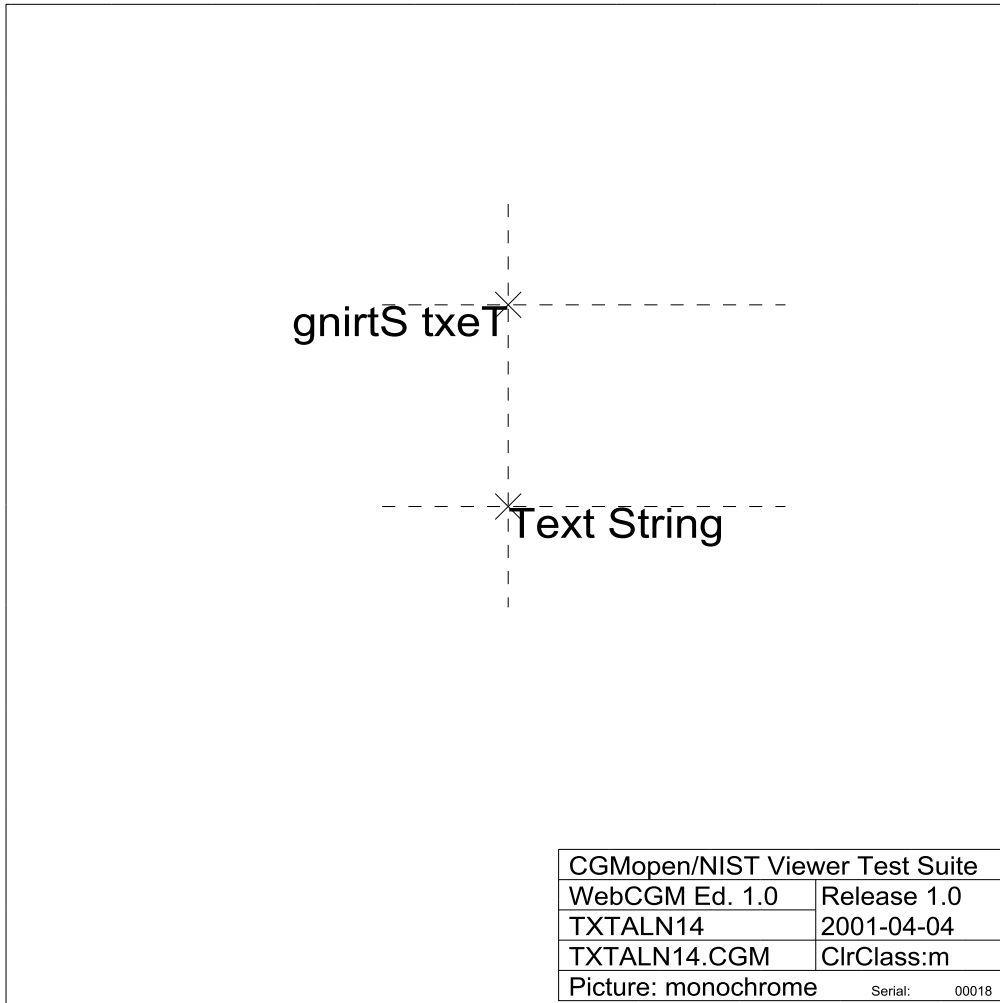 gnirtS txeT
Text String
CGMopen/NIST Viewer Test Suite
WebCGM Ed. 1.0 Release 1.0
TXTALN14 2001-04-04
TXTALN14.CGM ClrClass:m
Picture: monochrome Serial: 00018